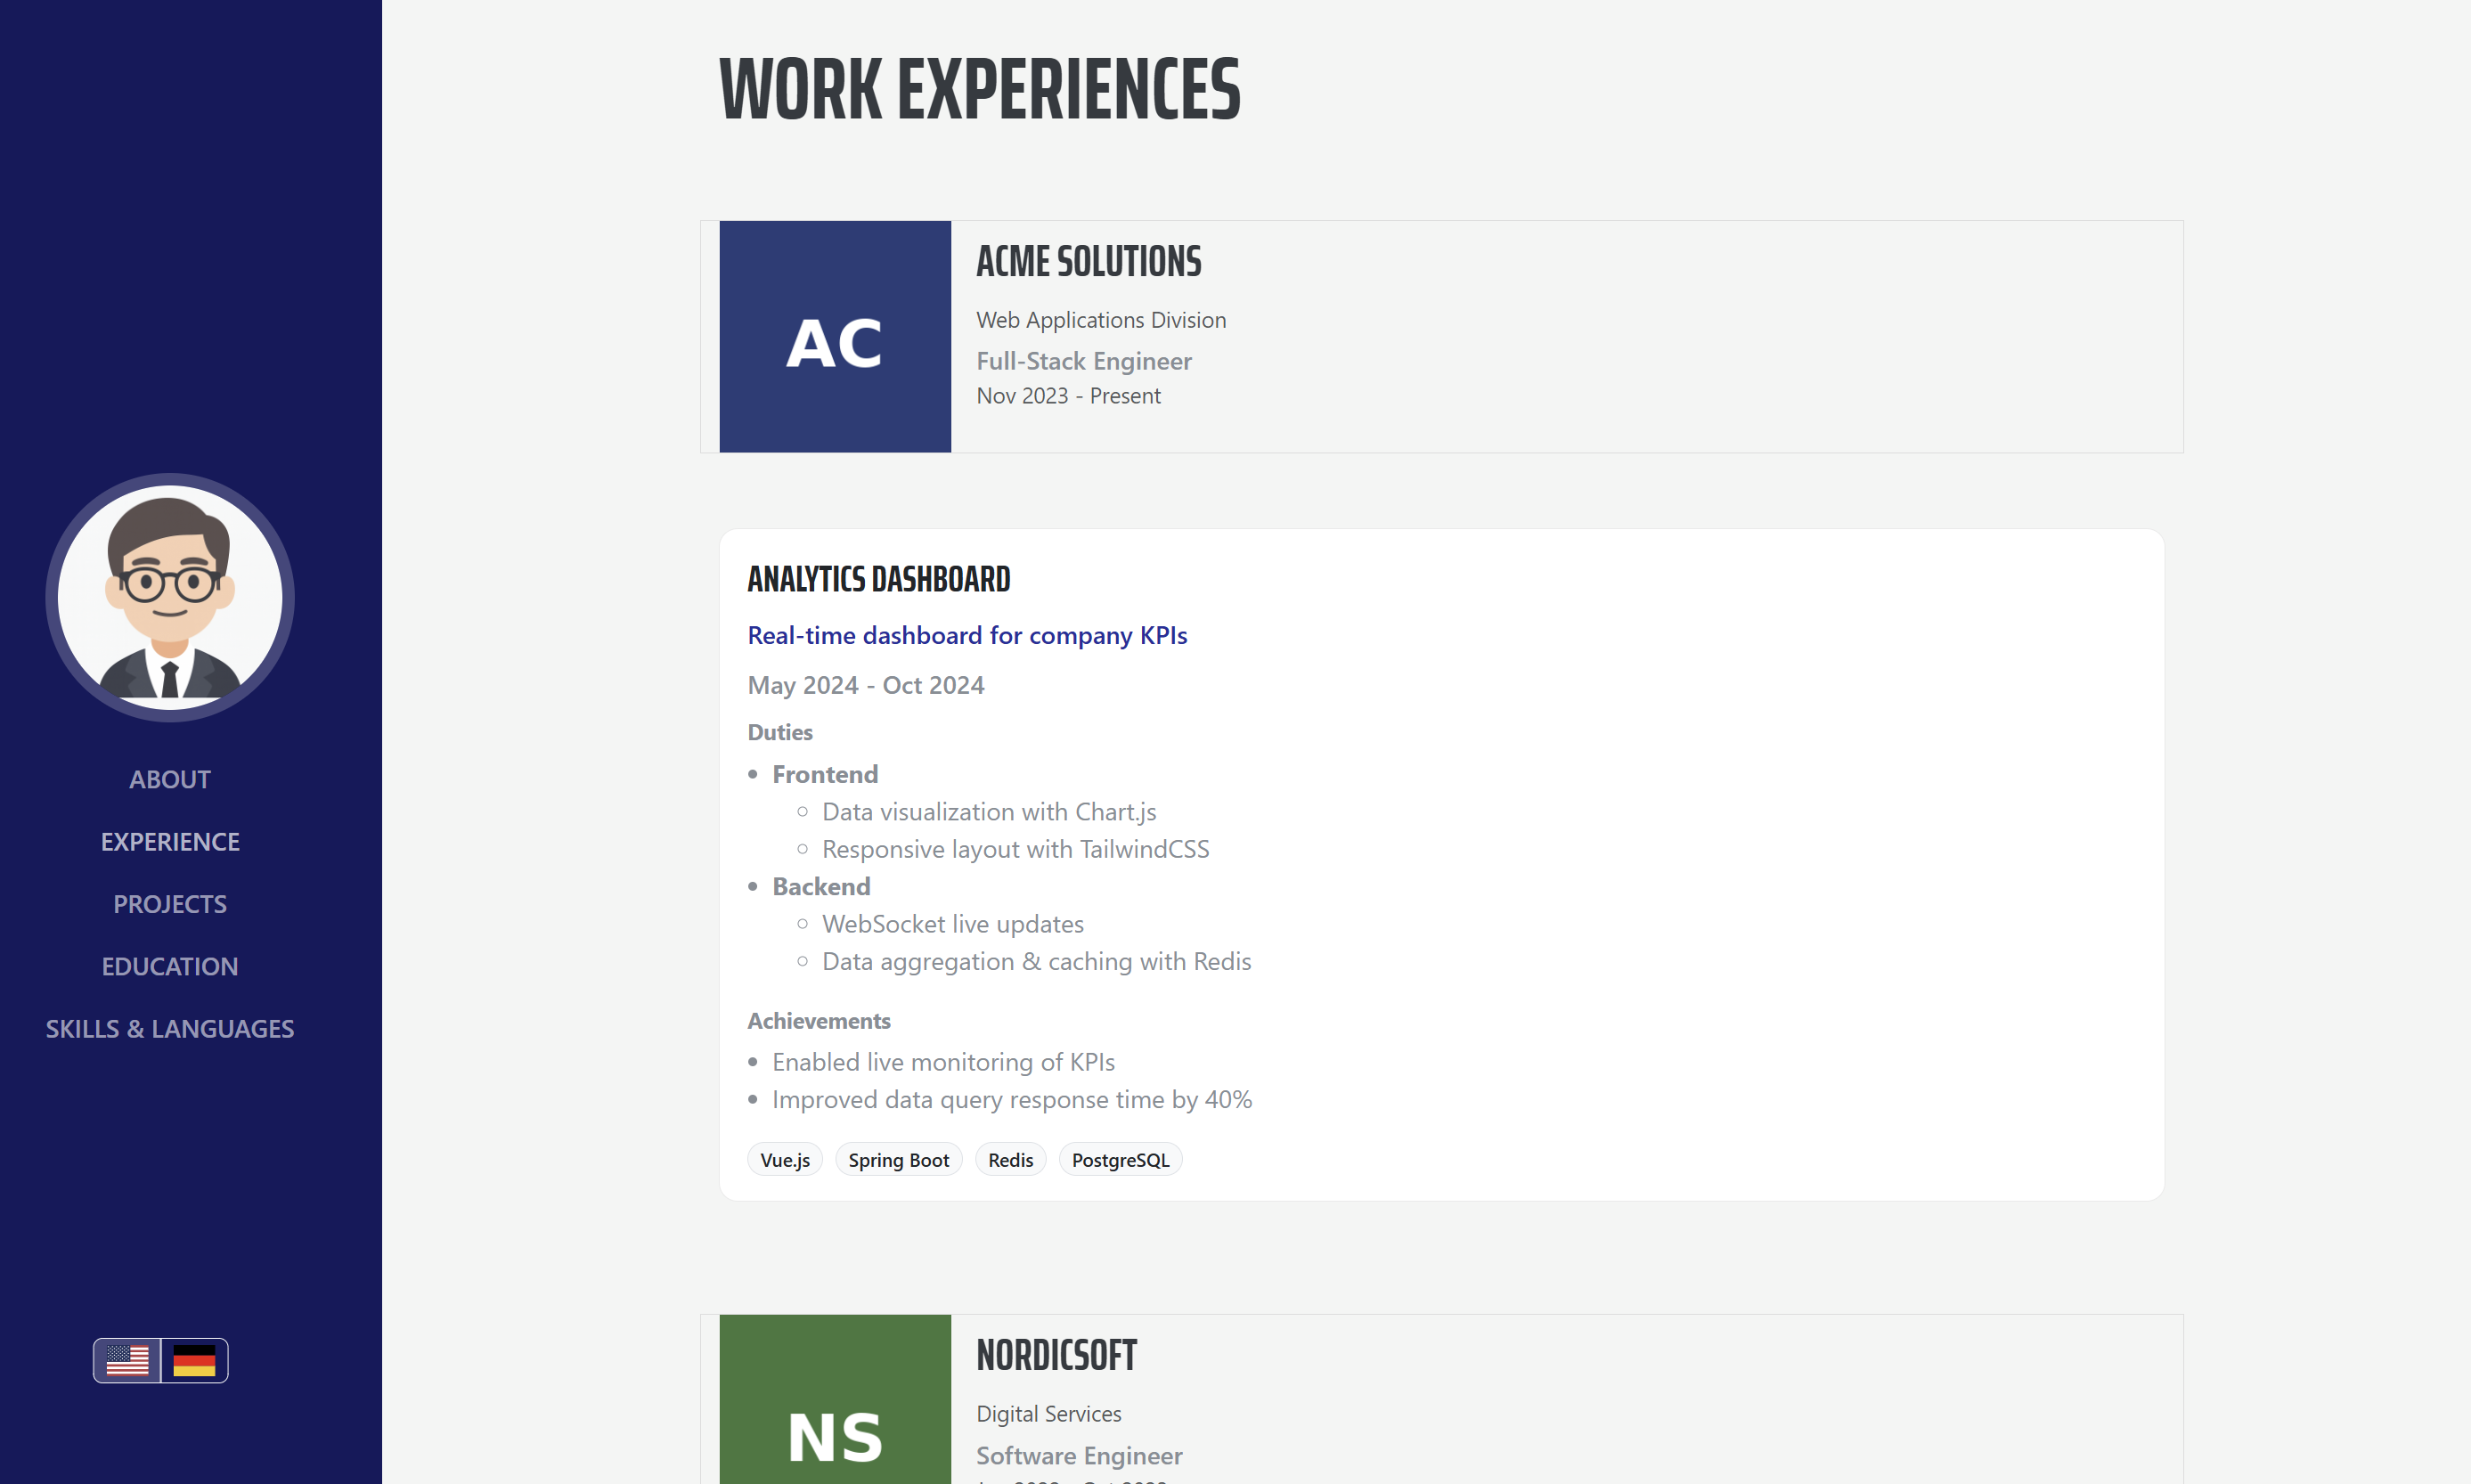 ABOUT
EXPERIENCE
PROJECTS
EDUCATION
SKILLS & LANGUAGES
WORK EXPERIENCES
AC
ACME SOLUTIONS
Web Applications Division
Full-Stack Engineer
Nov 2023 - Present
ANALYTICS DASHBOARD
Real-time dashboard for company KPIs
May 2024 - Oct 2024
Duties
Frontend
Data visualization with Chart.js
Responsive layout with TailwindCSS
Backend
WebSocket live updates
Data aggregation & caching with Redis
Achievements
Enabled live monitoring of KPIs
Improved data query response time by 40%
Vue.js Spring Boot Redis PostgreSQL
NS
NORDICSOFT
Digital Services
Software Engineer